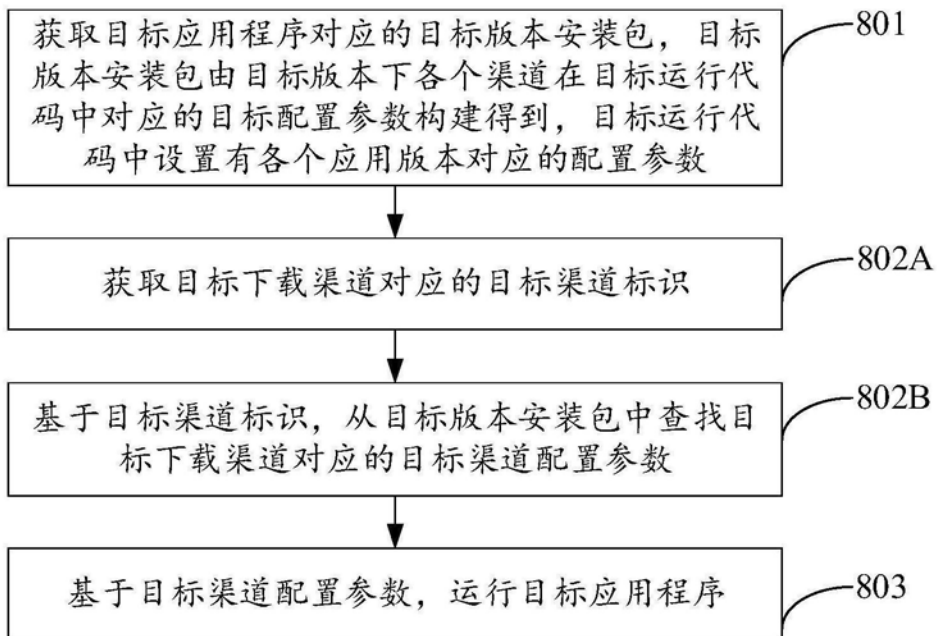 获取目标应用程序对应的目标版本安装包，目标
版本安装包由目标版本下各个渠道在目标运行代
码中对应的目标配置参数构建得到，目标运行代
码中设置有各个应用版本对应的配置参数
801
获取目标下载渠道对应的目标渠道标识
802A
基于目标渠道标识，从目标版本安装包中查找目
标下载渠道对应的目标渠道配置参数
802B
基于目标渠道配置参数，运行目标应用程序
803